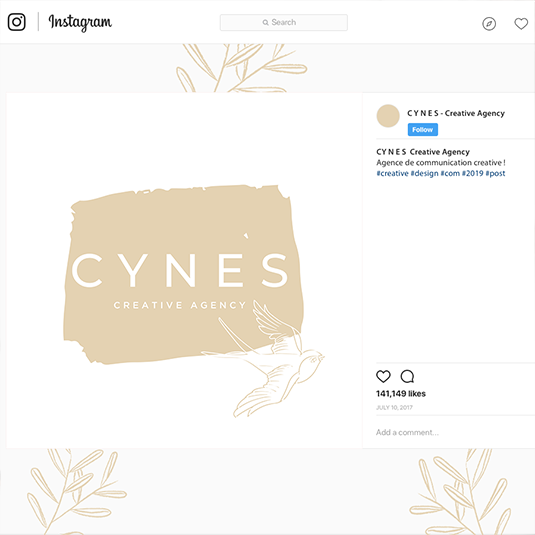 Instagram
Search
CYNES
CREATIVE AGENCY
C Y N E S - Creative Agency
Follow
C Y N E S Creative Agency
Agence de communication creative !
#creative #design #com #2019 #post
141,149 likes
JULY 10, 2017
Add a comment...